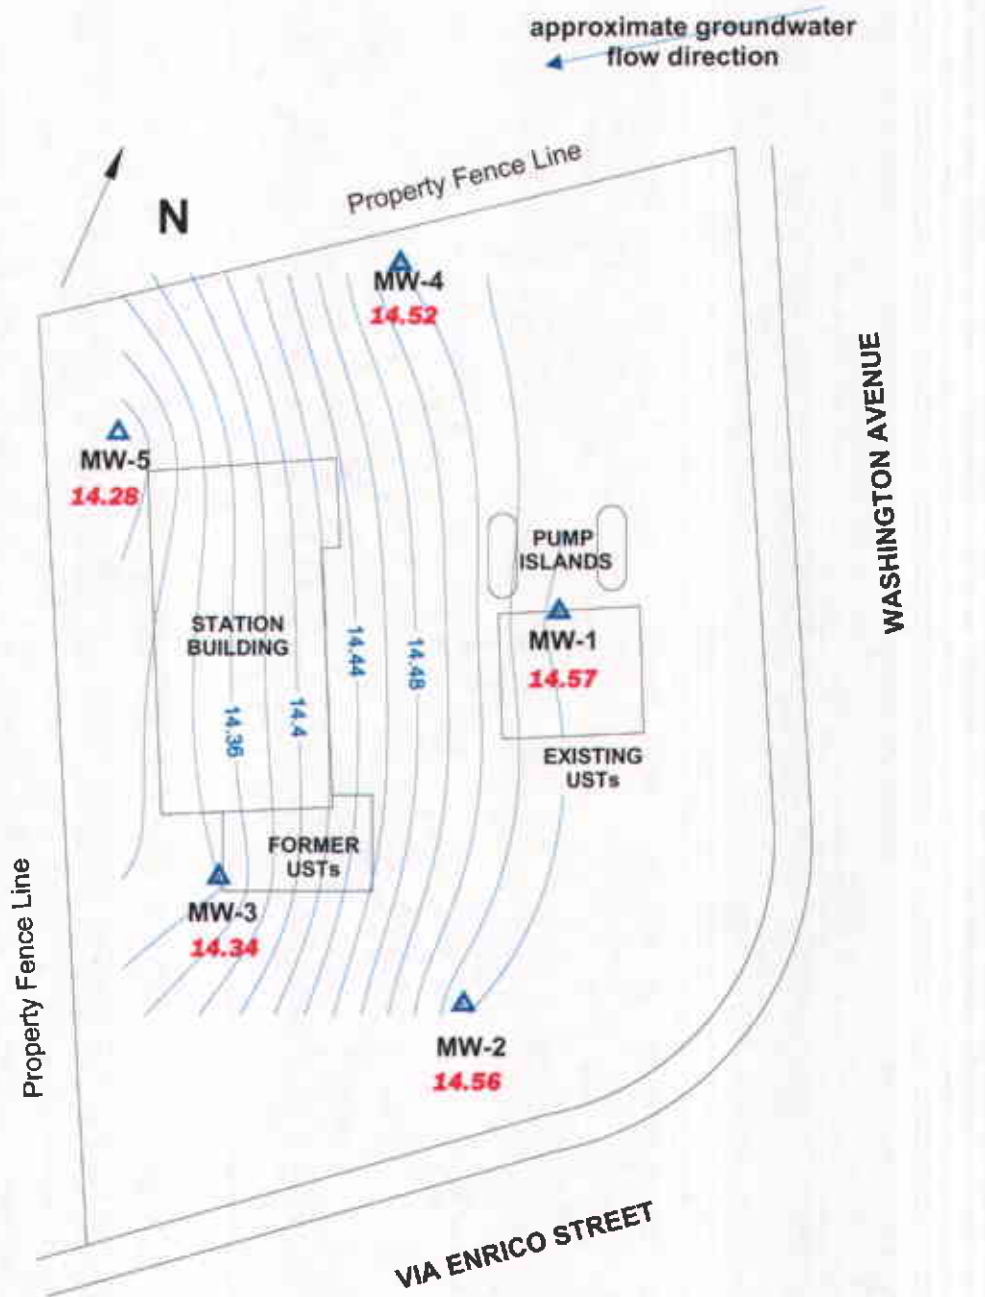 approximate groundwater
flow direction
Property Fence Line
N
MW-4
14.52
WASHINGTON AVENUE
MW-5
14.28
PUMP
ISLANDS
STATION
BUILDING
MW-1
14.57
14.44
14.48
14.36
14.4
EXISTING
USTs
FORMER
USTs
MW-3
14.34
Property Fence Line
MW-2
14.56
VIA ENRICO STREET